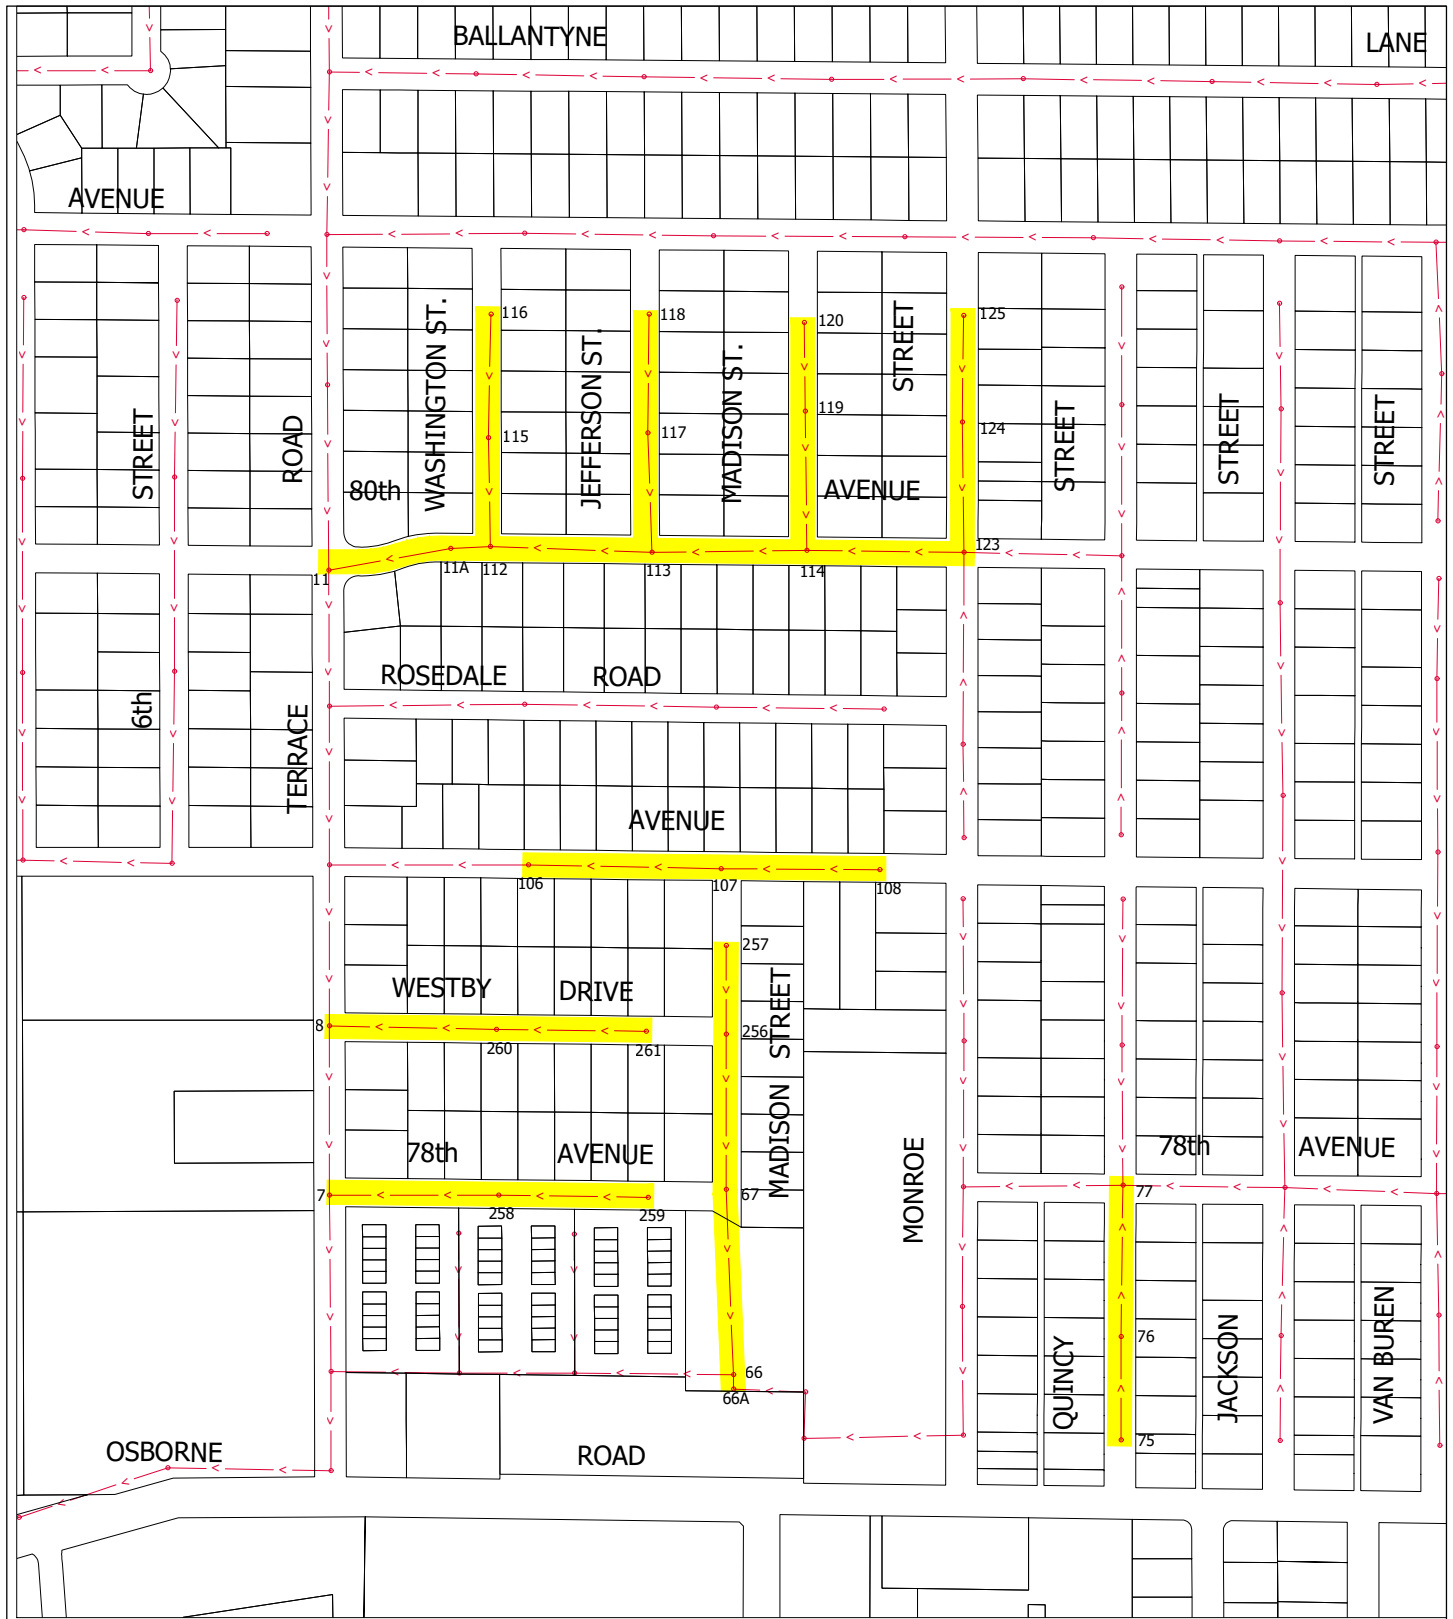 BALLANTYNE
LANE
AVENUE
116
118
120
125
WASHINGTON ST.
JEFFERSON ST.
MADISON ST.
STREET
115
117
119
124
STREET
ROAD
80th
AVENUE
STREET
STREET
STREET
11
11A
112
113
114
123
ROSEDALE
ROAD
6th
TERRACE
AVENUE
106
107
108
257
WESTBY
DRIVE
STREET
8
260
261
256
78th
AVENUE
MADISON
MONROE
78th
AVENUE
7
258
259
67
77
QUINCY
76
JACKSON
VAN BUREN
66
66A
OSBORNE
ROAD
75